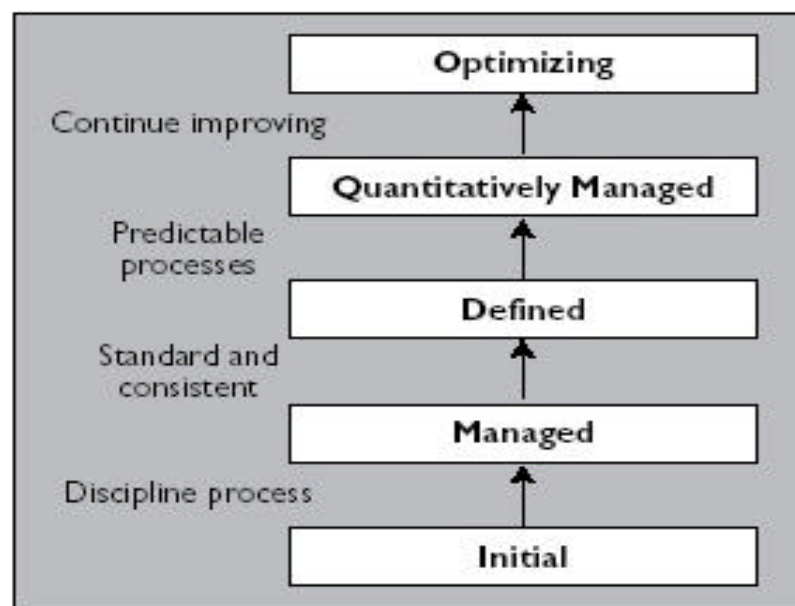 Optimizing
Continue improving
Quantitatively Managed
Predictable
processes
Defined
Standard and
consistent
Managed
Discipline process
Initial